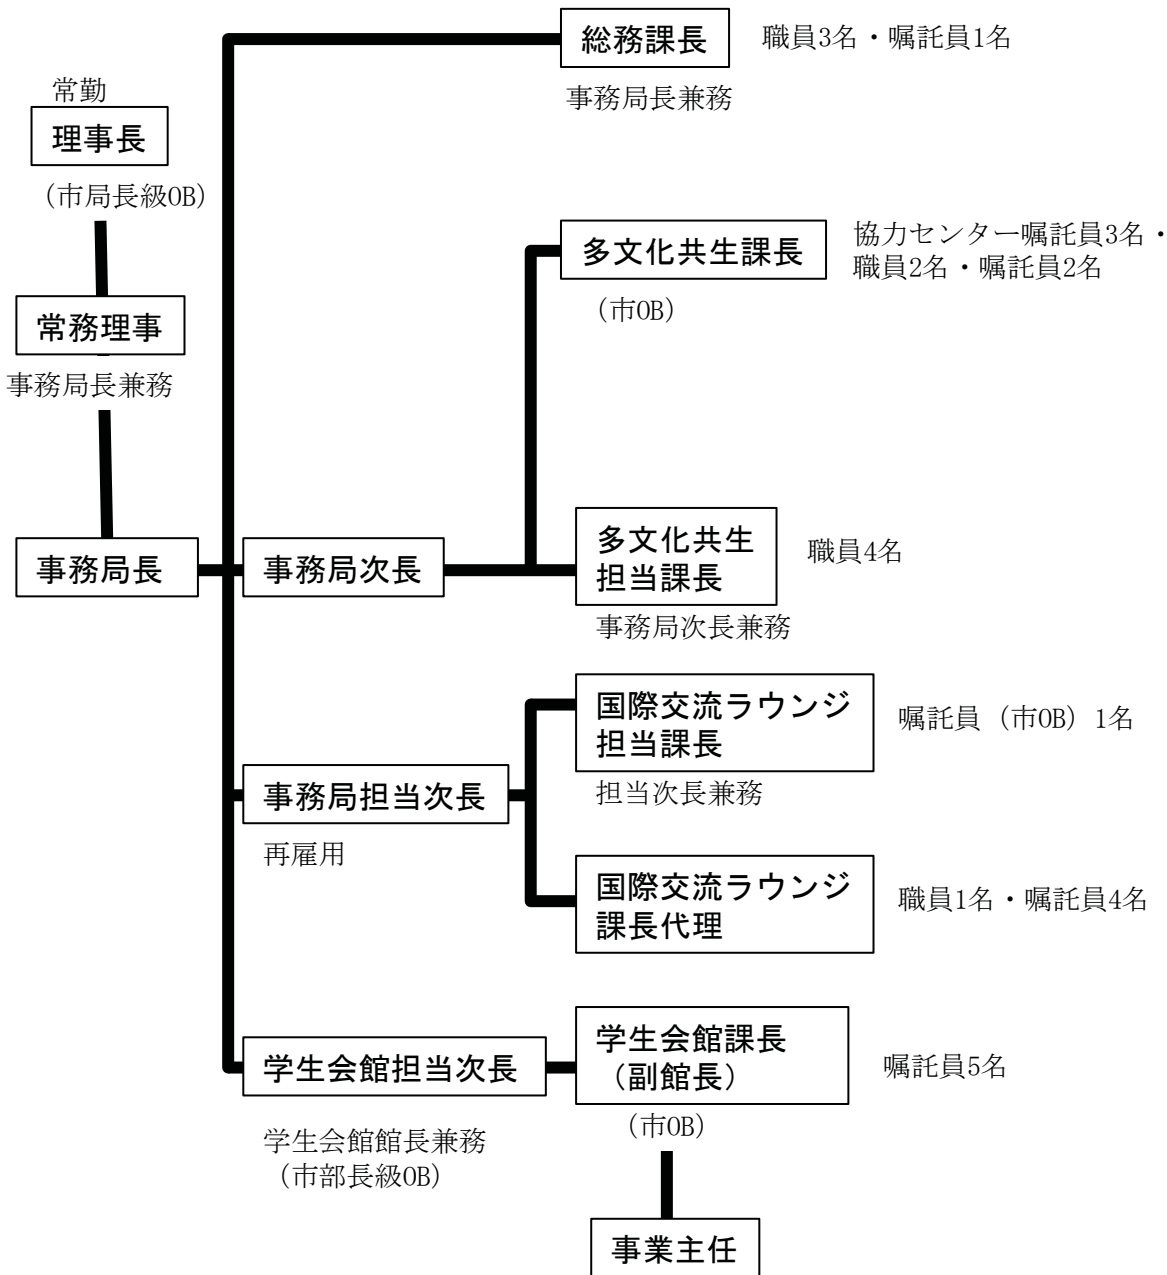 総務課長
職員3名・嘱託員1名
事務局長兼務
常勤
理事長
(市局長級OB)
多文化共生課長
協力センター嘱託員3名・
職員2名・嘱託員2名
(市OB)
常務理事
事務局長兼務
事務局長
事務局次長
多文化共生
担当課長
職員4名
事務局次長兼務
国際交流ラウンジ
担当課長
嘱託員(市OB)1名
担当次長兼務
事務局担当次長
再雇用
国際交流ラウンジ
課長代理
職員1名・嘱託員4名
学生会館担当次長
学生会館館長兼務
(市部長級OB)
学生会館課長
(副館長)
嘱託員5名
(市OB)
事業主任